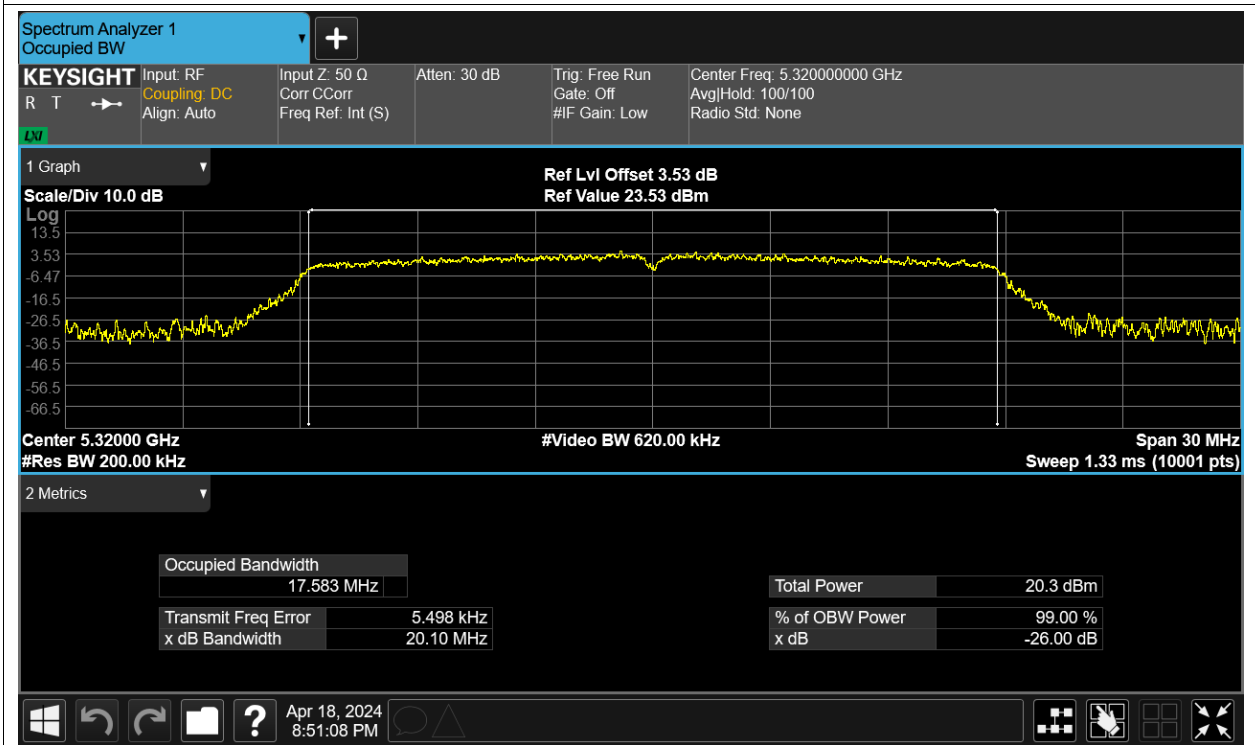 Spectrum Analyzer 1
Occupied BW
KEYSIGHT
R T
LXI
Input: RF
Coupling: DC
Align: Auto
Input Z: 50 Ω
Corr CCorr
Freq Ref: Int (S)
Atten: 30 dB
Trig: Free Run
Gate: Off
#IF Gain: Low
Center Freq: 5.320000000 GHz
Avg|Hold: 100/100
Radio Std: None
1 Graph
Scale/Div 10.0 dB
Ref Lvl Offset 3.53 dB
Ref Value 23.53 dBm
Log
13.5
3.53
-6.47
-16.5
-26.5
-36.5
-46.5
-56.5
-66.5
Center 5.32000 GHz
#Video BW 620.00 kHz
Span 30 MHz
#Res BW 200.00 kHz
Sweep 1.33 ms (10001 pts)
2 Metrics
Occupied Bandwidth
17.583 MHz
Total Power 20.3 dBm
Transmit Freq Error 5.498 kHz
% of OBW Power 99.00 %
x dB Bandwidth 20.10 MHz
x dB -26.00 dB
?
Apr 18, 2024
8:51:08 PM